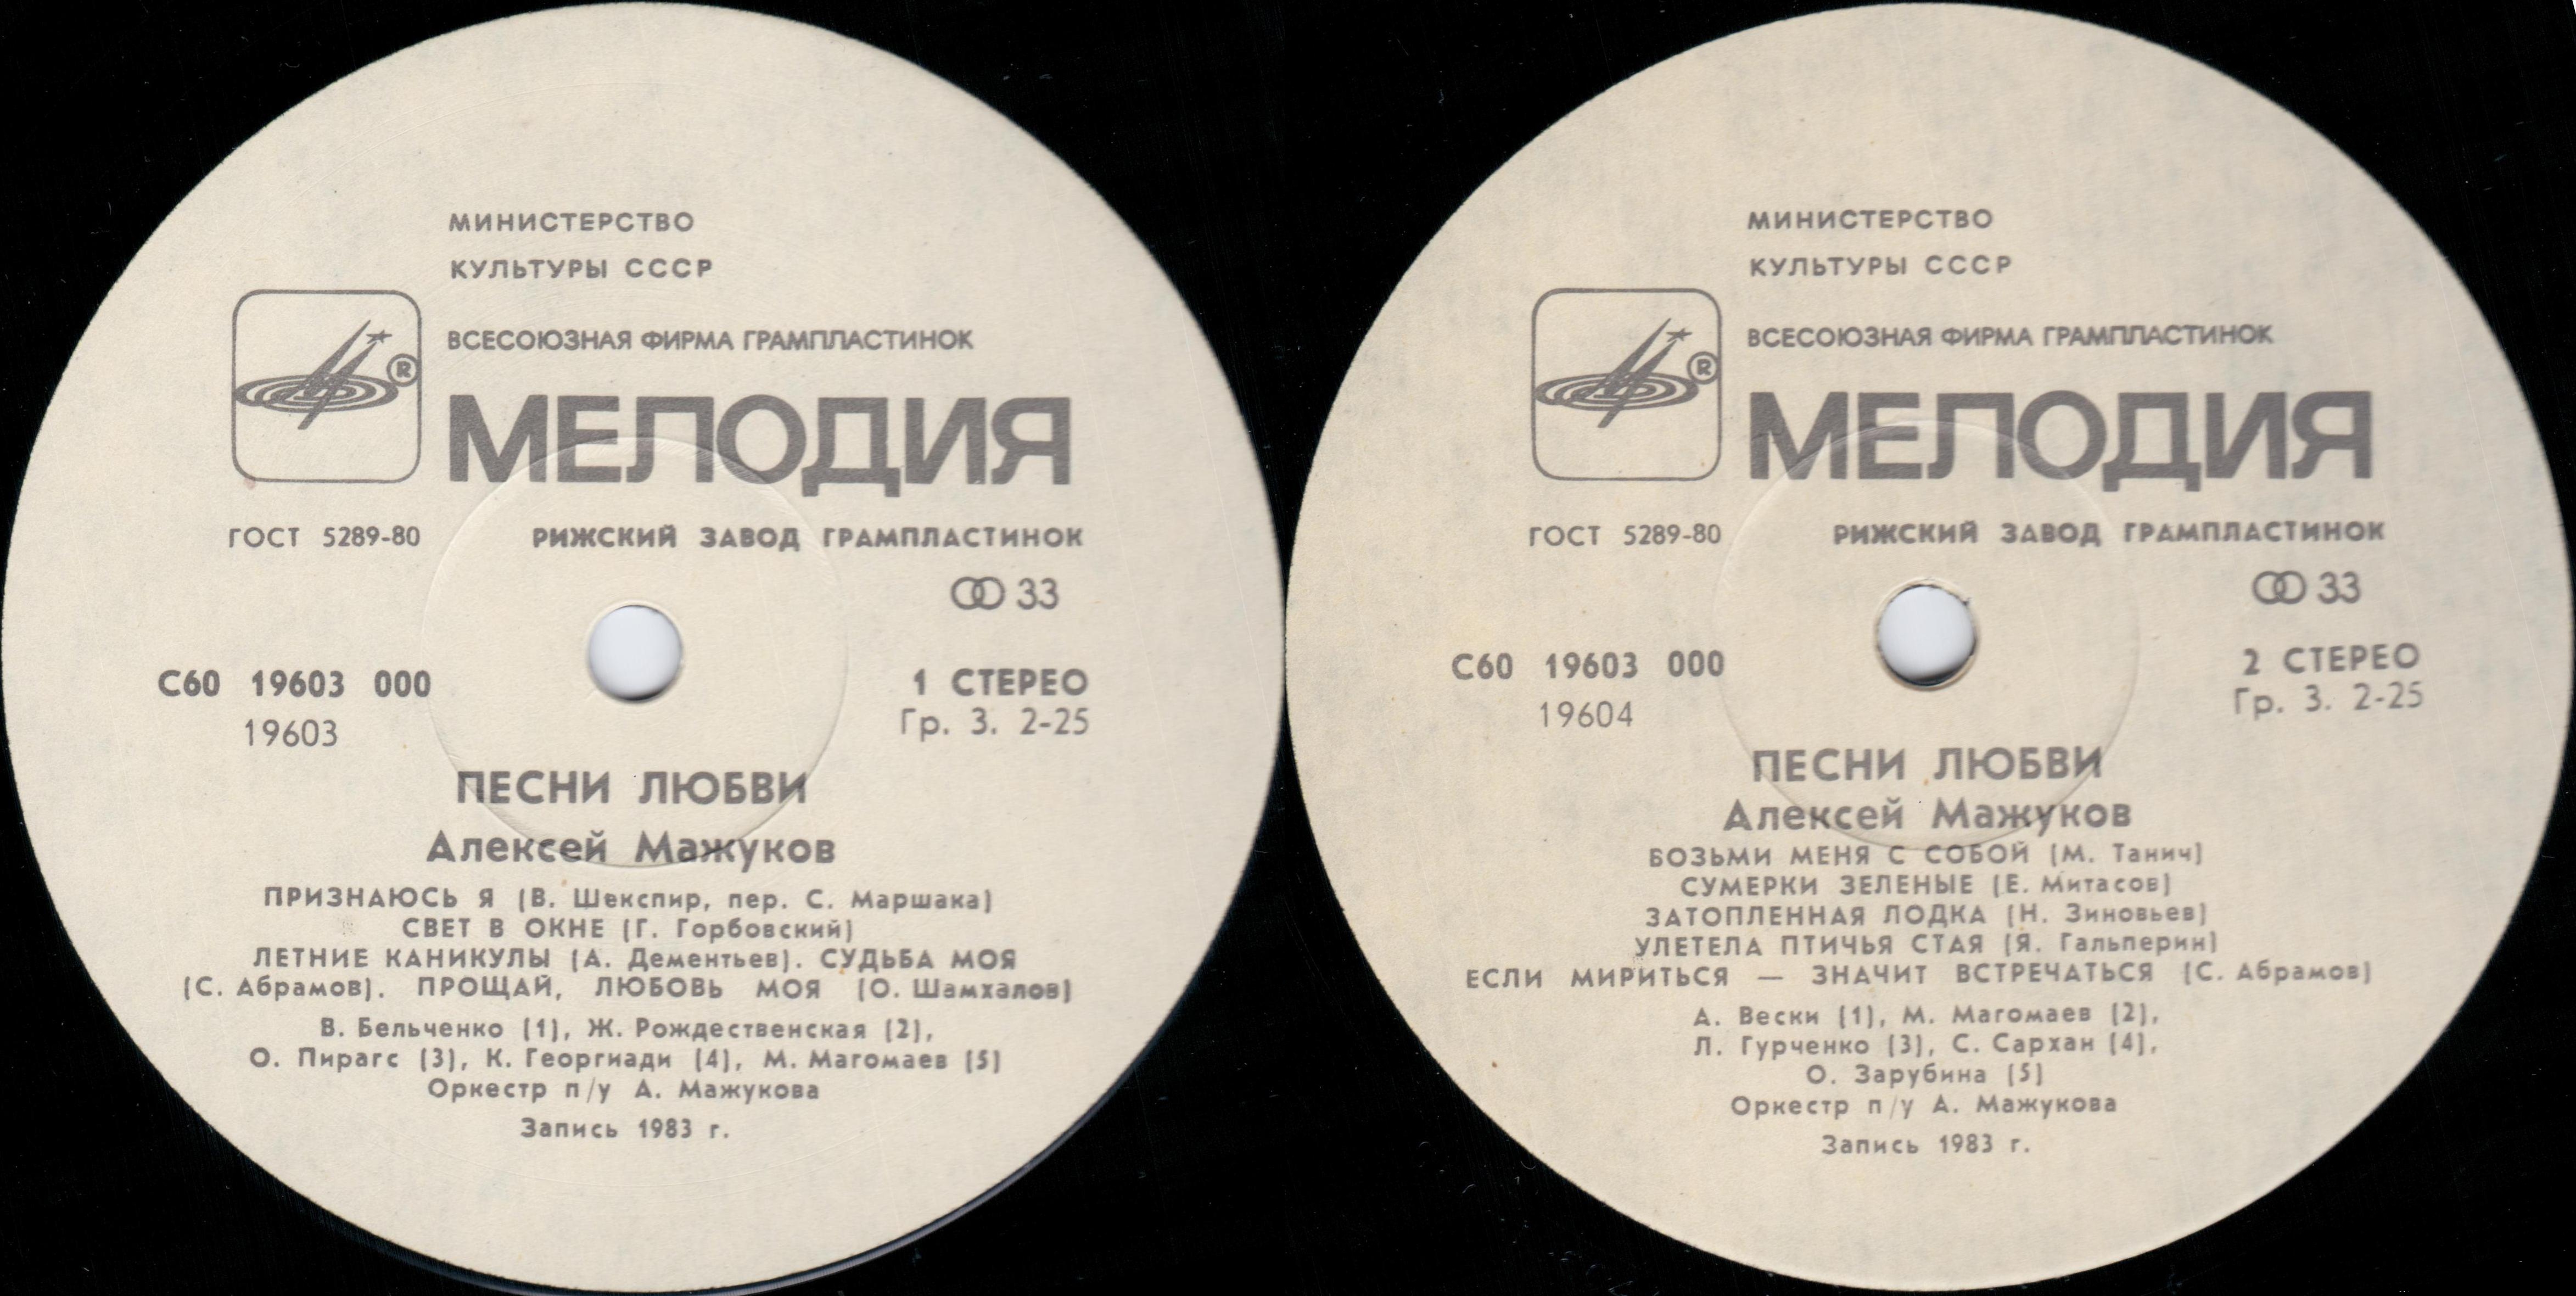 МИНИСТЕРСТВО
КУЛЬТУРЫ СССР
ВСЕСОЮЗНАЯ ФИРМА ГРАМПЛАСТИНОК
®
МЕЛОДИЯ
ГОСТ 5289-80 РИЖСКИЙ ЗАВОД ГРАМПЛАСТИНОК
33
С60 19603 000 1 СТЕРЕО
19603 Гр. 3. 2-25
ПЕСНИ ЛЮБВИ
Алексей Мажуков
ПРИЗНАЮСЬ Я (В. Шекспир, пер. С. Маршака)
СВЕТ В ОКНЕ (Г. Горбовский)
ЛЕТНИЕ КАНИКУЛЫ (А. Дементьев). СУДЬБА МОЯ
(С. Абрамов). ПРОЩАЙ, ЛЮБОВЬ МОЯ (О. Шамхалов)
В. Бельченко (1), Ж. Рождественская (2),
О. Пирагс (3), К. Георгиади (4), М. Магомаев (5)
Оркестр п/у А. Мажукова
Запись 1983 г.
МИНИСТЕРСТВО
КУЛЬТУРЫ СССР
ВСЕСОЮЗНАЯ ФИРМА ГРАМПЛАСТИНОК
®
МЕЛОДИЯ
ГОСТ 5289-80 РИЖСКИЙ ЗАВОД ГРАМПЛАСТИНОК
33
С60 19603 000 2 СТЕРЕО
19604 Гр. 3. 2-25
ПЕСНИ ЛЮБВИ
Алексей Мажуков
ВОЗЬМИ МЕНЯ С СОБОЙ (М. Танич)
СУМЕРКИ ЗЕЛЕНЫЕ (Е. Митасов)
ЗАТОПЛЕННАЯ ЛОДКА (Н. Зиновьев)
УЛЕТЕЛА ПТИЧЬЯ СТАЯ (Я. Гальперин)
ЕСЛИ МИРИТЬСЯ — ЗНАЧИТ ВСТРЕЧАТЬСЯ (С. Абрамов)
А. Вески (1), М. Магомаев (2),
Л. Гурченко (3), С. Сархан (4),
О. Зарубина (5)
Оркестр п/у А. Мажукова
Запись 1983 г.